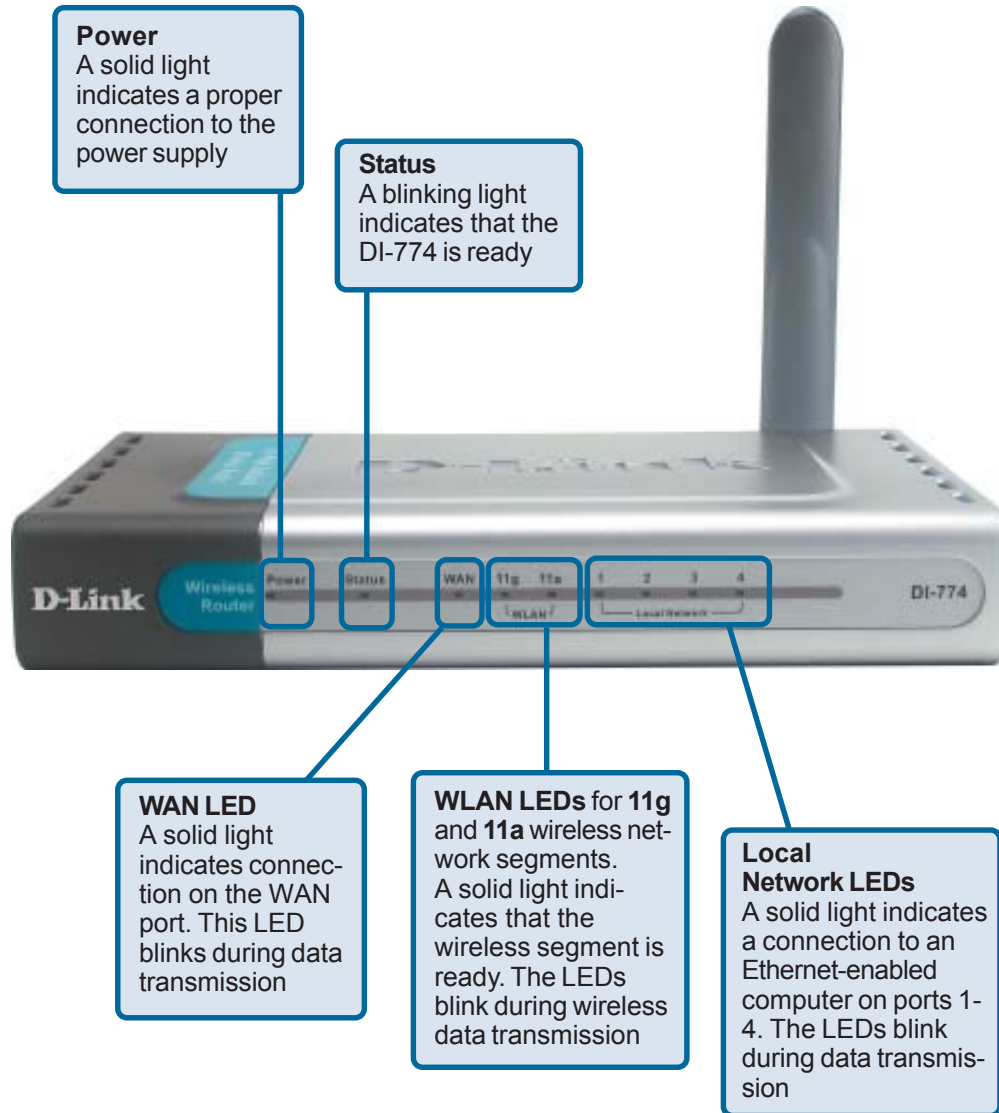 Power
A solid light
indicates a proper
connection to the
power supply
Status
A blinking light
indicates that the
DI-774 is ready
D-Link
D-Link
Wireless
Router
Power
Status
WAN
11g
11a
WLAN
1
2
3
4
Local Network
DI-774
WAN LED
A solid light
indicates connec-
tion on the WAN
port. This LED
blinks during data
transmission
WLAN LEDs for 11g
and 11a wireless net-
work segments.
A solid light indi-
cates that the
wireless segment is
ready. The LEDs
blink during wireless
data transmission
Local
Network LEDs
A solid light indicates
a connection to an
Ethernet-enabled
computer on ports 1-
4. The LEDs blink
during data transmis-
sion